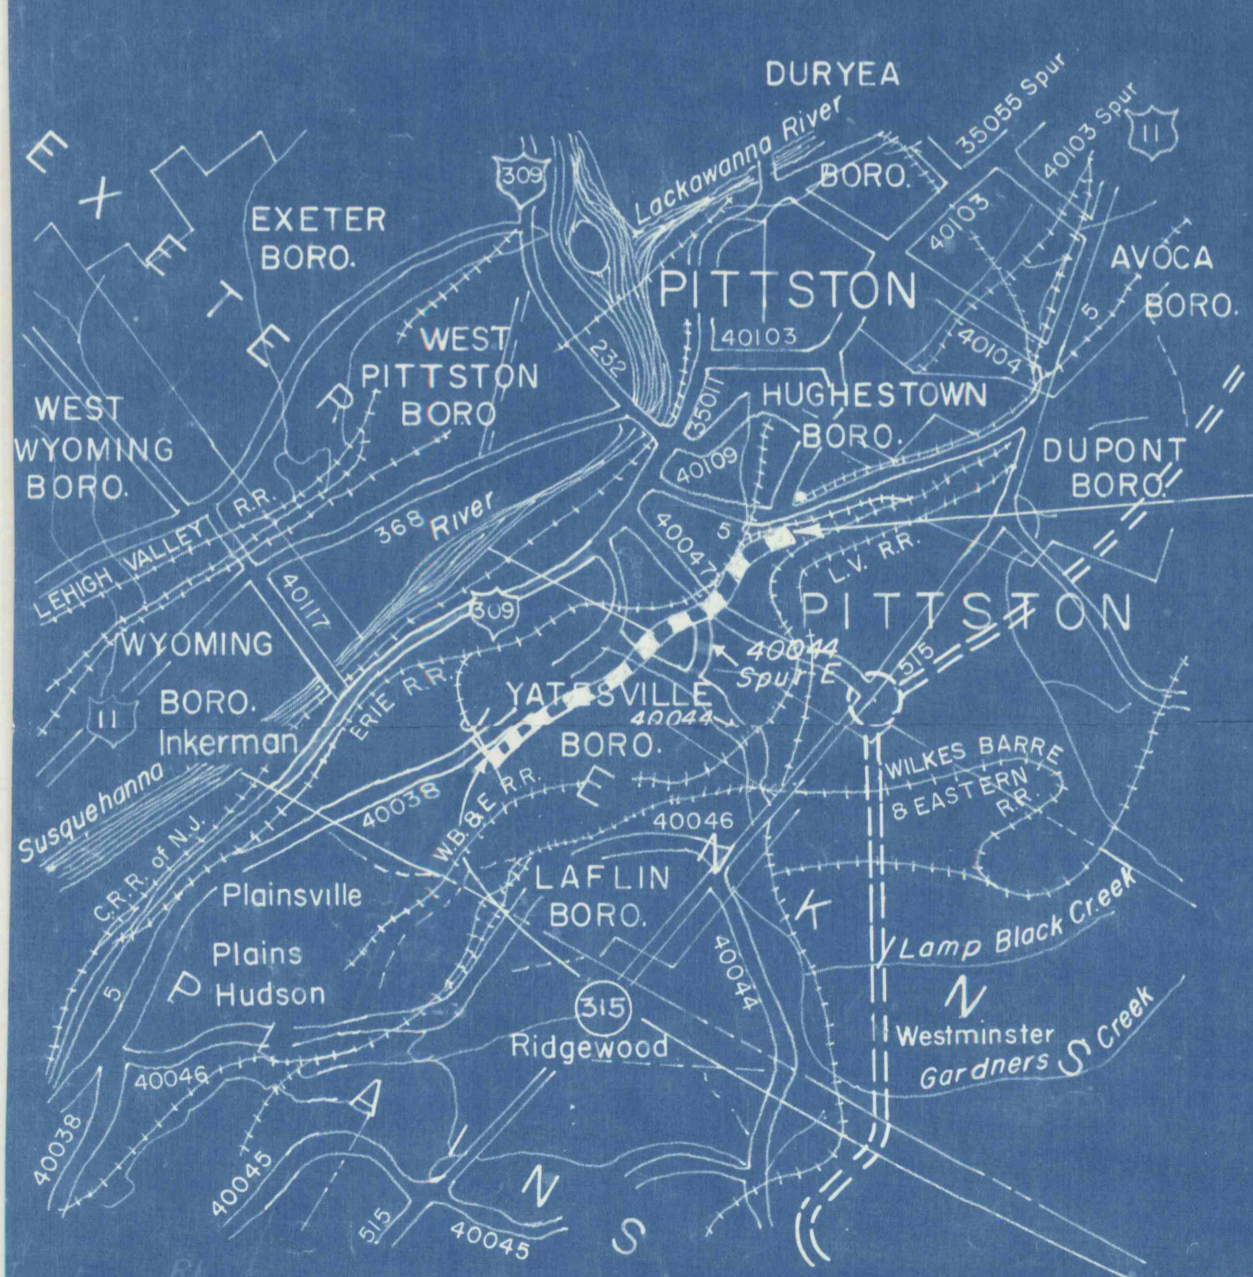 DURYEA
BORO.
35055 Spur
40103 Spur
11
Lackawanna River
309
40103
EXETER
EXETER
BORO.
AVOCA
BORO.
PITTSTON
40103
5
40104
232
WEST
PITTSTON
BORO
35011
HUGHESTOWN
BORO.
WEST
WYOMING
BORO.
DUPONT
BORO.
40109
368
River
LEHIGH VALLEY R.R.
40047
5
L.V. R.R.
40117
309
PITTSTON
WYOMING
BORO.
11
40044
Spur E
515
ERIE R.R.
YATESVILLE
BORO.
40044
Inkerman
Susquehanna
WILKES BARRE
& EASTERN
R.R.
40038
W.B.&E R.R.
40046
C.R.R. of N.J.
LAFLIN
BORO.
Plainsville
Lamp Black Creek
Plains
Hudson
5
40044
315
Ridgewood
Westminster
Gardners Creek
JENKINS
40046
PLAINS
40038
40045
515
40045